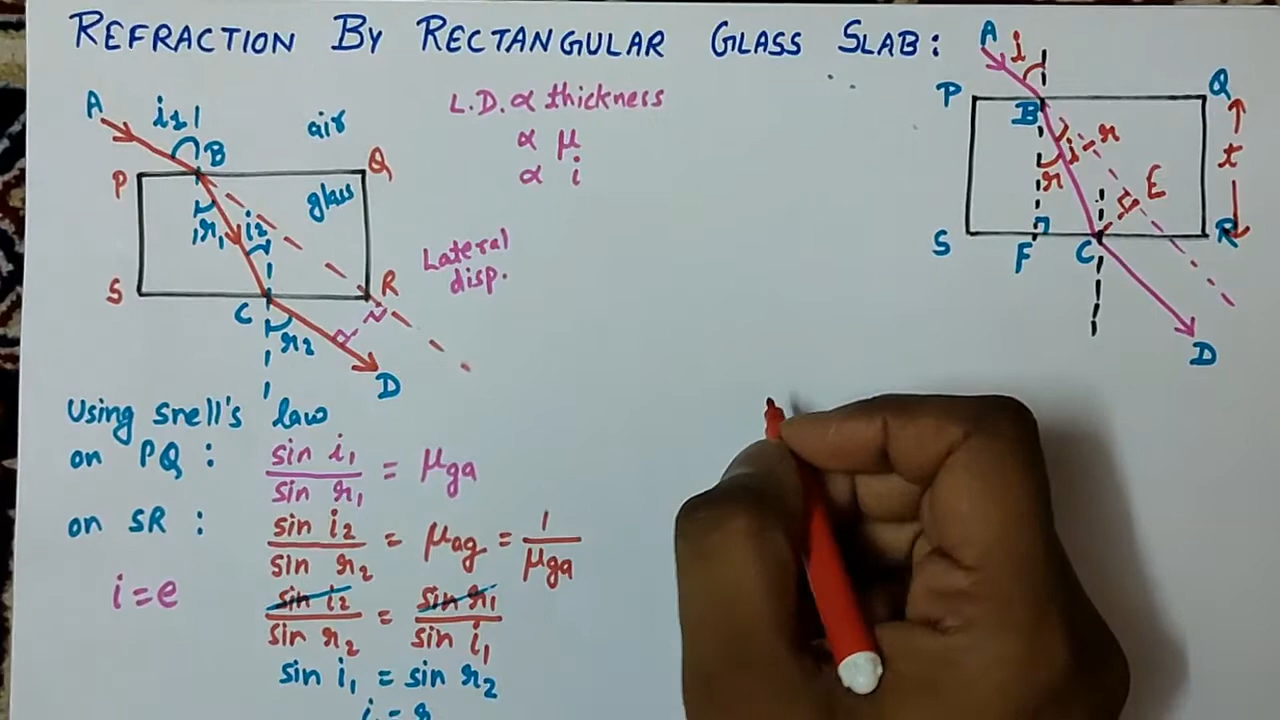 REFRACTION BY RECTANGULAR GLASS SLAB:
A
i₁
B
air
P
Q
glass
r₁
i₂
S
R
C
r₂
D
Lateral
disp.
L.D. α thickness
α μ
α i
A
i
P
B
Q
i-r
r
t
E
S
F
C
R
D
Using snell's law
on PQ : sin i₁ / sin r₁ = μga
on SR : sin i₂ / sin r₂ = μag = 1 / μga
i = e
sin i₂ / sin r₂ = sin r₁ / sin i₁
sin i₁ = sin r₂